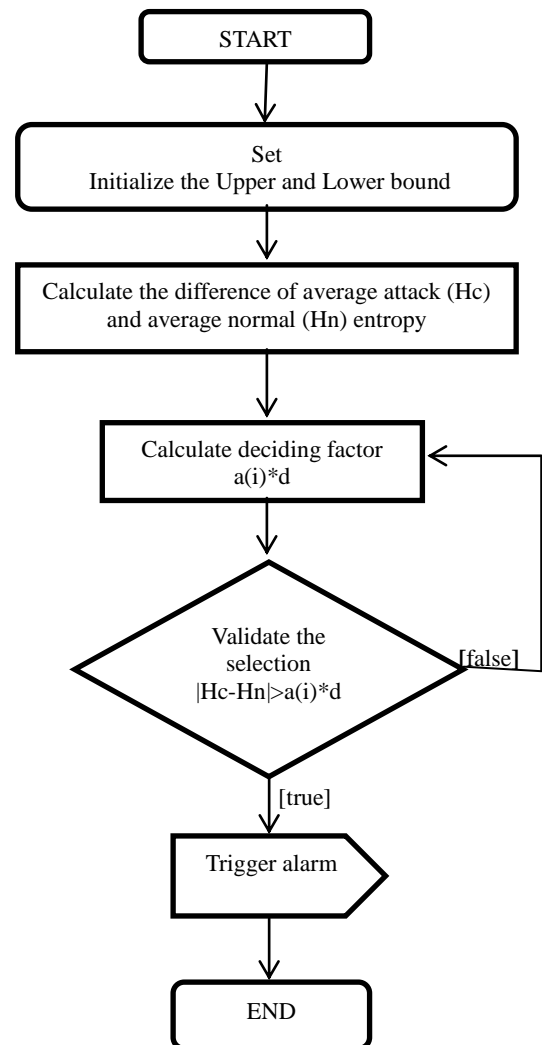 START
Set
Initialize the Upper and Lower bound
Calculate the difference of average attack (Hc)
and average normal (Hn) entropy
Calculate deciding factor
a(i)*d
Validate the
selection
|Hc-Hn|>a(i)*d
[false]
[true]
Trigger alarm
END